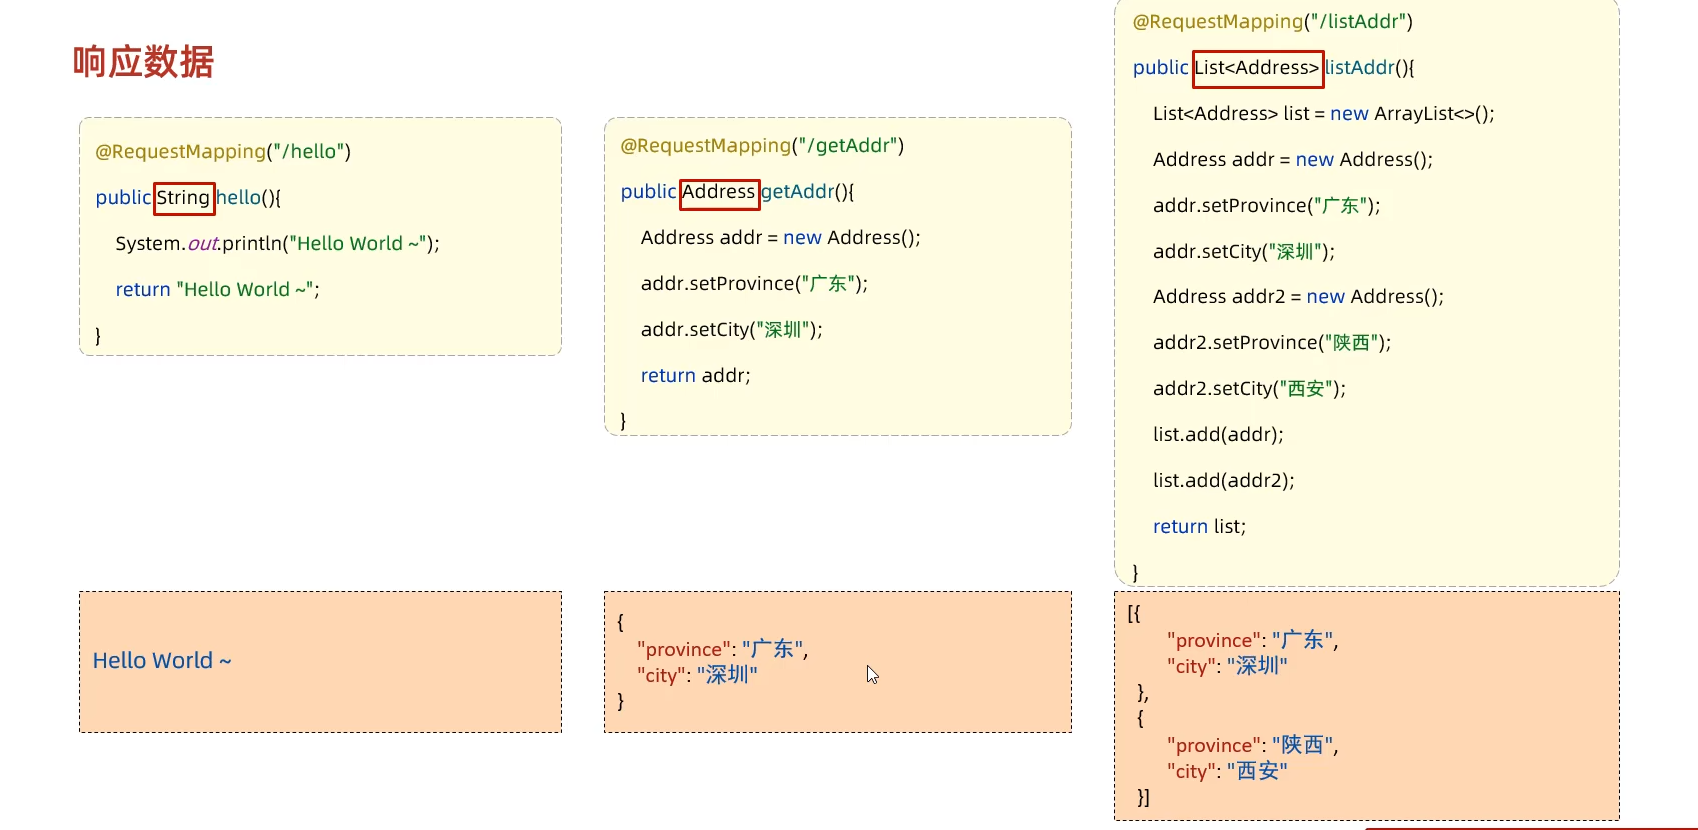 响应数据
@RequestMapping("/hello")
public String hello(){
System.out.println("Hello World ~");
return "Hello World ~";
}
@RequestMapping("/getAddr")
public Address getAddr(){
Address addr = new Address();
addr.setProvince("广东");
addr.setCity("深圳");
return addr;
}
@RequestMapping("/listAddr")
public List<Address> listAddr(){
List<Address> list = new ArrayList<>();
Address addr = new Address();
addr.setProvince("广东");
addr.setCity("深圳");
Address addr2 = new Address();
addr2.setProvince("陕西");
addr2.setCity("西安");
list.add(addr);
list.add(addr2);
return list;
}
Hello World ~
{
"province": "广东",
"city": "深圳"
}
[{
"province": "广东",
"city": "深圳"
},
{
"province": "陕西",
"city": "西安"
}]